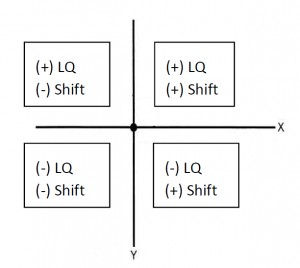 (+) LQ
(-) Shift
(+) LQ
(+) Shift
X
(-) LQ
(-) Shift
(-) LQ
(+) Shift
Y